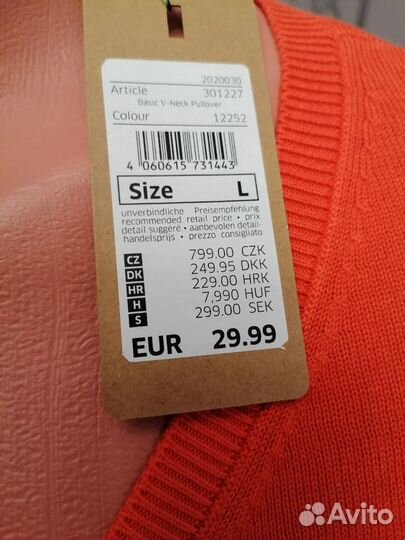 2020030
Article 301227
Basic V-Neck Pullover
Colour 12252
4 060615 731443
Size L
unverbindliche Preisempfehlung
recommended retail price • prix
detail suggéré • aanbevolen detail-
handelsprijs • prezzo consigliato
CZ 799.00 CZK
DK 249.95 DKK
HR 229.00 HRK
H 7,990 HUF
S 299.00 SEK
EUR 29.99
Avito